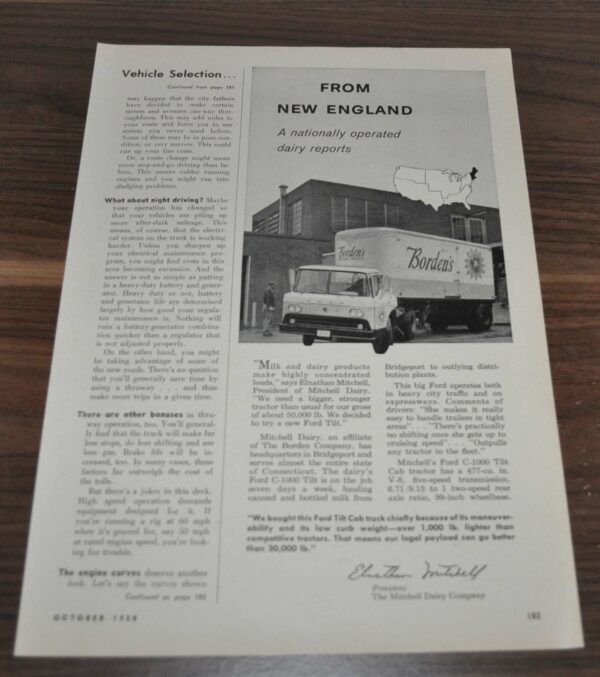 Vehicle Selection...
Continued from page 181
may happen that the city fathers
have decided to make certain
streets and avenues one-way thor-
oughfares. This may add miles to
your routes and force you to use
streets you never used before.
Some of these may be in poor con-
dition, or very narrow. This could
run up your tire costs.
Or, a route change might mean
more stop-and-go driving than be-
fore. This means colder running
engines and you might run into
sludging problems.
What about night driving? Maybe
your operation has changed so
that your vehicles are piling up
more after-dark mileage. This
means, of course, that the electri-
cal system on the truck is working
harder. Unless you sharpen up
your electrical maintenance pro-
gram, you might find costs in this
area becoming excessive. And the
answer is not as simple as putting
in a heavy-duty battery and gener-
ator. Heavy duty or not, battery
and generator life are determined
largely by how good your regula-
tor maintenance is. Nothing will
ruin a battery-generator combina-
tion quicker than a regulator that
is not adjusted properly.
On the other hand, you might
be taking advantage of some of
the new roads. There's no question
that you'll generally save time by
using a thruway . . . and thus
make more trips in a given time.
There are other bonuses in thru-
way operation, too. You'll general-
ly find that the truck will make far
less stops, do less shifting and use
less gas. Brake life will be in-
creased, too. In many cases, these
factors far outweigh the cost of
the tolls.
But there's a joker in this deck.
High speed operation demands
equipment designed for it. If
you're running a rig at 60 mph
when it's geared for, say 50 mph
at rated engine speed, you're look-
ing for trouble.
The engine curves deserve another
look. Let's say the curves shown
Continued on page 185
OCTOBER 1958
FROM
NEW ENGLAND
A nationally operated
dairy reports
Borden's
Borden's
"Milk and dairy products
make highly concentrated
loads," says Elnathan Mitchell,
President of Mitchell Dairy.
"We need a bigger, stronger
tractor than usual for our gross
of about 50,000 lb. We decided
to try a new Ford Tilt."
Mitchell Dairy, an affiliate
of The Borden Company, has
headquarters in Bridgeport and
serves almost the entire state
of Connecticut. The dairy's
Ford C-1000 Tilt is on the job
seven days a week, hauling
canned and bottled milk from
Bridgeport to outlying distri-
bution plants.
This big Ford operates both
in heavy city traffic and on
expressways. Comments of
drivers: "She makes it really
easy to handle trailers in tight
areas" . . . "There's practically
no shifting once she gets up to
cruising speed" . . . "Outpulls
any tractor in the fleet."
Mitchell's Ford C-1000 Tilt
Cab tractor has a 477-cu. in.
V-8, five-speed transmission,
6.71/9.13 to 1 two-speed rear
axle ratio, 99-inch wheelbase.
"We bought this Ford Tilt Cab truck chiefly because of its maneuver-
ability and its low curb weight—over 1,000 lb. lighter than
competitive tractors. That means our legal payload can go better
than 30,000 lb."
Elnathan Mitchell
President
The Mitchell Dairy Company
183